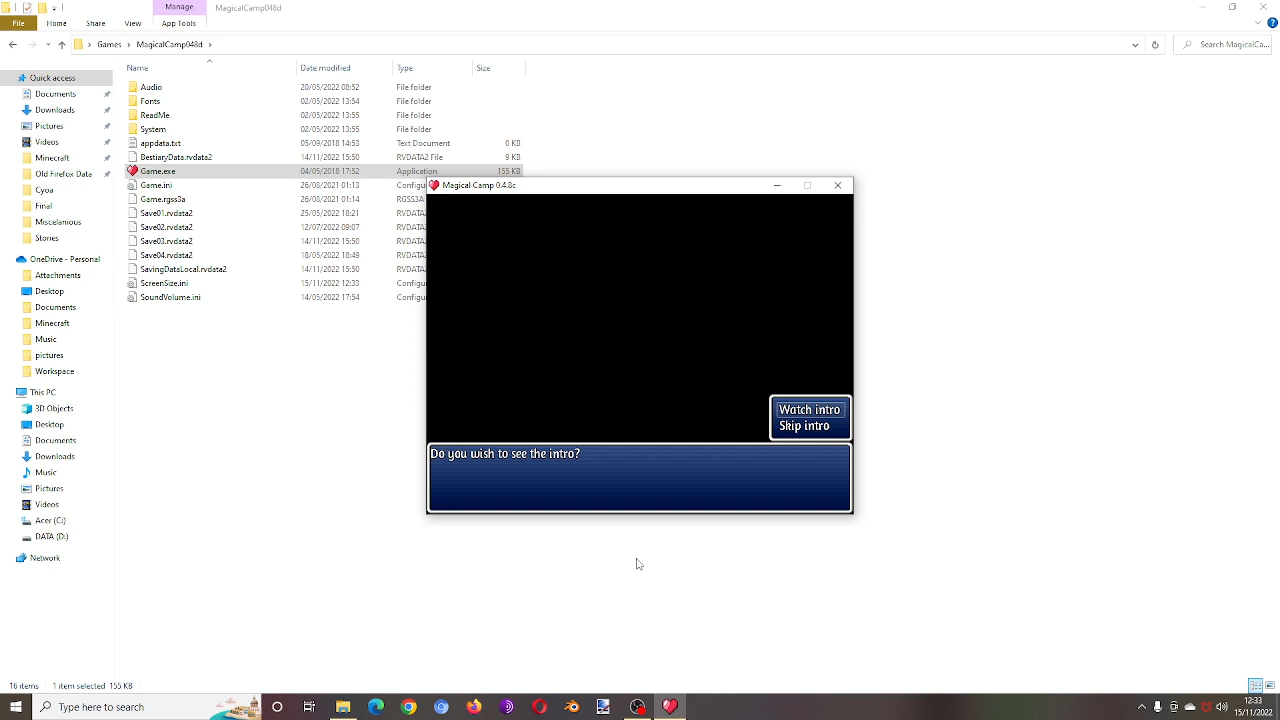 Manage
MagicalCamp048d
File Home Share View App Tools
Games MagicalCamp048d
Search MagicalCa...
Name Date modified Type Size
Quick access
Documents
Downloads
Pictures
Videos
Minecraft
Old Firefox Data
Cyoa
Final
Miscelanious
Stories
OneDrive - Personal
Attachments
Desktop
Documents
Minecraft
Music
pictures
Workspace
This PC
3D Objects
Desktop
Documents
Downloads
Music
Pictures
Videos
Acer (C:)
DATA (D:)
Network
Audio 20/05/2022 08:52 File folder
Fonts 02/05/2022 13:54 File folder
ReadMe 02/05/2022 13:55 File folder
System 02/05/2022 13:55 File folder
appdata.txt 05/09/2018 14:53 Text Document 0 KB
BestiaryData.rvdata2 14/11/2022 15:50 RVDATA2 File 9 KB
Game.exe 04/05/2018 17:52 Application 155 KB
Game.ini 26/08/2021 01:13 Configu
Game.rgss3a 26/08/2021 01:14 RGSS3A
Save01.rvdata2 25/05/2022 18:21 RVDATA
Save02.rvdata2 12/07/2022 09:07 RVDATA
Save03.rvdata2 14/11/2022 15:50 RVDATA
Save04.rvdata2 18/05/2022 18:49 RVDATA
SavingDataLocal.rvdata2 14/11/2022 15:50 RVDATA
ScreenSize.ini 15/11/2022 12:33 Configu
SoundVolume.ini 14/05/2022 17:54 Configu
Magical Camp 0.4.8c
Watch intro
Skip intro
Do you wish to see the intro?
16 items 1 item selected 155 KB
Type here to search
12:33
15/11/2022